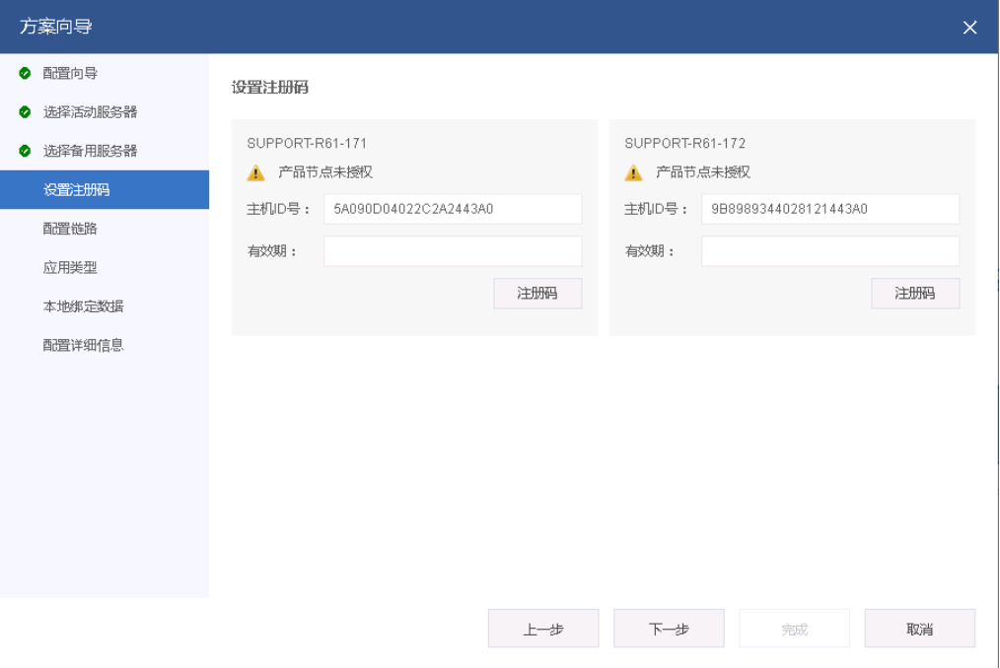 方案向导
配置向导
选择活动服务器
选择备用服务器
设置注册码
配置链路
应用类型
本地绑定数据
配置详细信息
设置注册码
SUPPORT-R61-171
产品节点未授权
主机ID号： 5A090D04022C2A2443A0
有效期：
注册码
SUPPORT-R61-172
产品节点未授权
主机ID号： 9B8989344028121443A0
有效期：
注册码
上一步 下一步 完成 取消